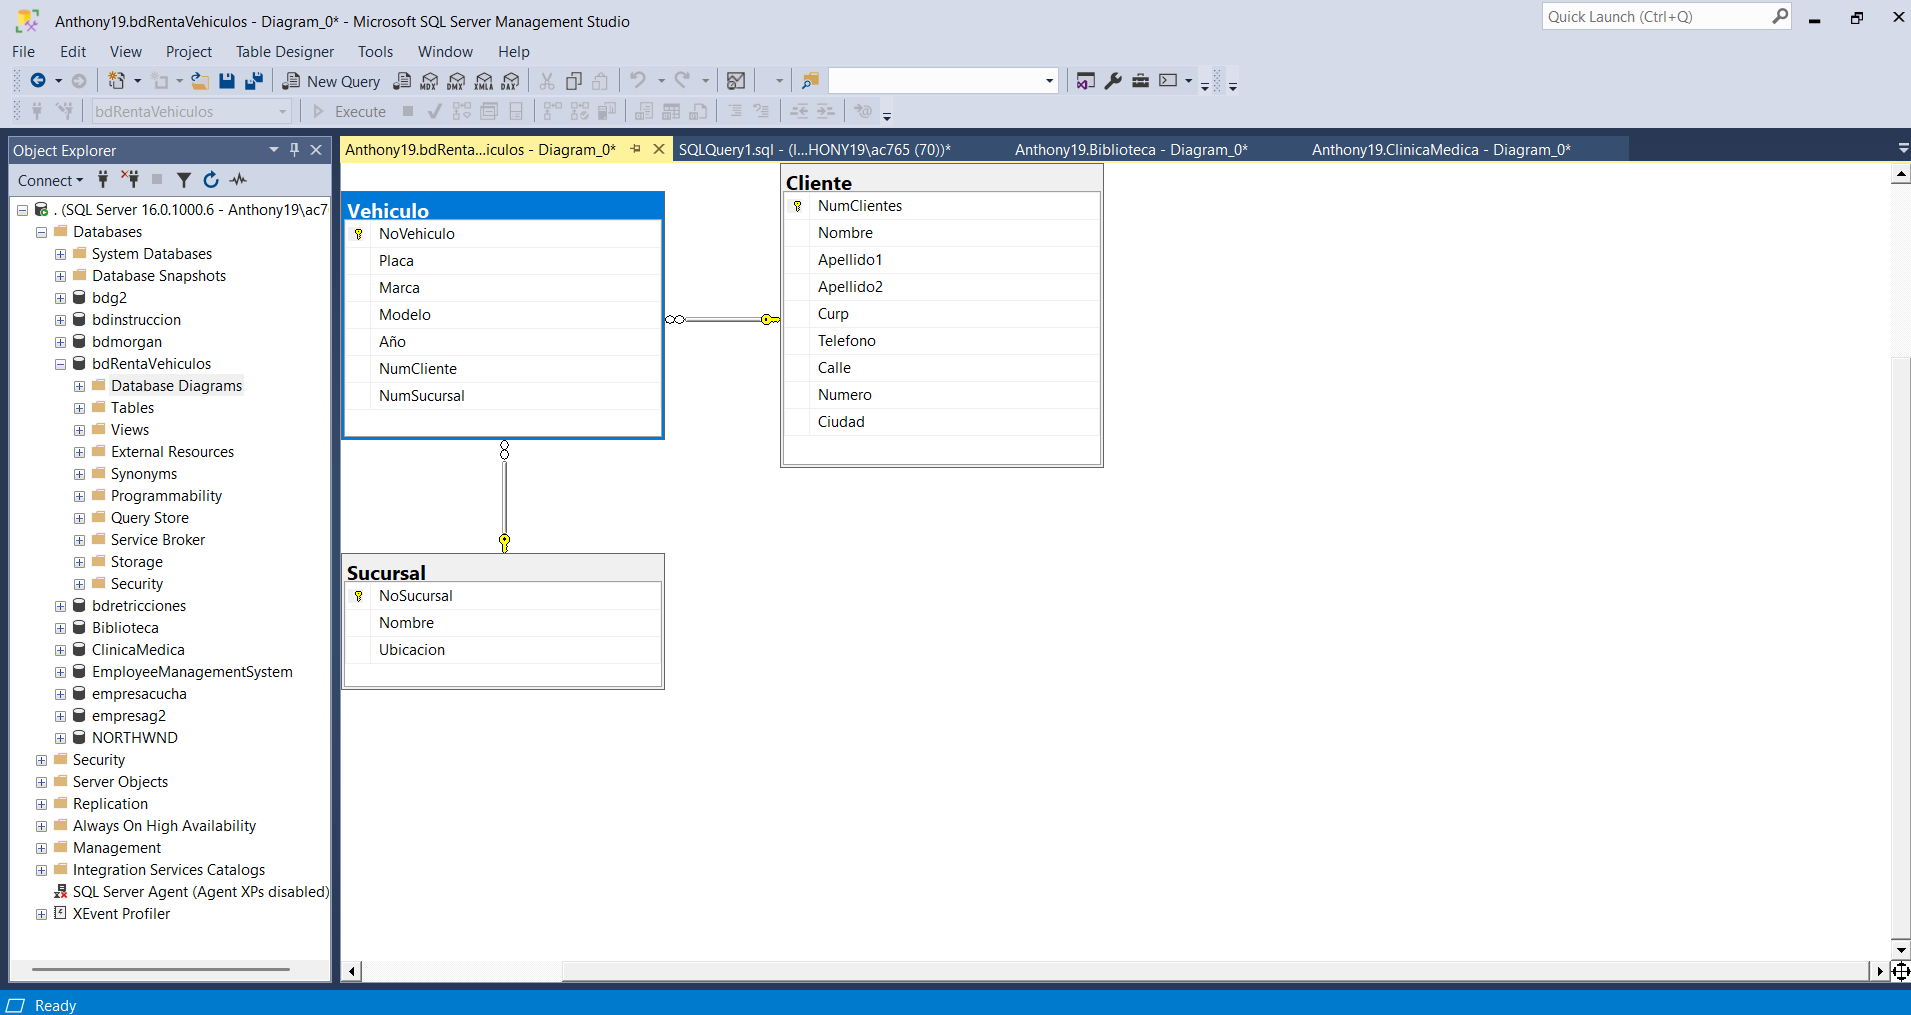 Anthony19.bdRentaVehiculos - Diagram_0* - Microsoft SQL Server Management Studio
Quick Launch (Ctrl+Q)
File Edit View Project Table Designer Tools Window Help
New Query MDX DMX XMLA DAX
bdRentaVehiculos Execute
Object Explorer
Anthony19.bdRenta...iculos - Diagram_0* SQLQuery1.sql - (l...HONY19\ac765 (70))* Anthony19.Biblioteca - Diagram_0* Anthony19.ClinicaMedica - Diagram_0*
Connect
. (SQL Server 16.0.1000.6 - Anthony19\ac7
Databases
System Databases
Database Snapshots
bdg2
bdinstruccion
bdmorgan
bdRentaVehiculos
Database Diagrams
Tables
Views
External Resources
Synonyms
Programmability
Query Store
Service Broker
Storage
Security
bdretricciones
Biblioteca
ClinicaMedica
EmployeeManagementSystem
empresacucha
empresag2
NORTHWND
Security
Server Objects
Replication
Always On High Availability
Management
Integration Services Catalogs
SQL Server Agent (Agent XPs disabled)
XEvent Profiler
Vehiculo
NoVehiculo
Placa
Marca
Modelo
Año
NumCliente
NumSucursal
Cliente
NumClientes
Nombre
Apellido1
Apellido2
Curp
Telefono
Calle
Numero
Ciudad
Sucursal
NoSucursal
Nombre
Ubicacion
Ready